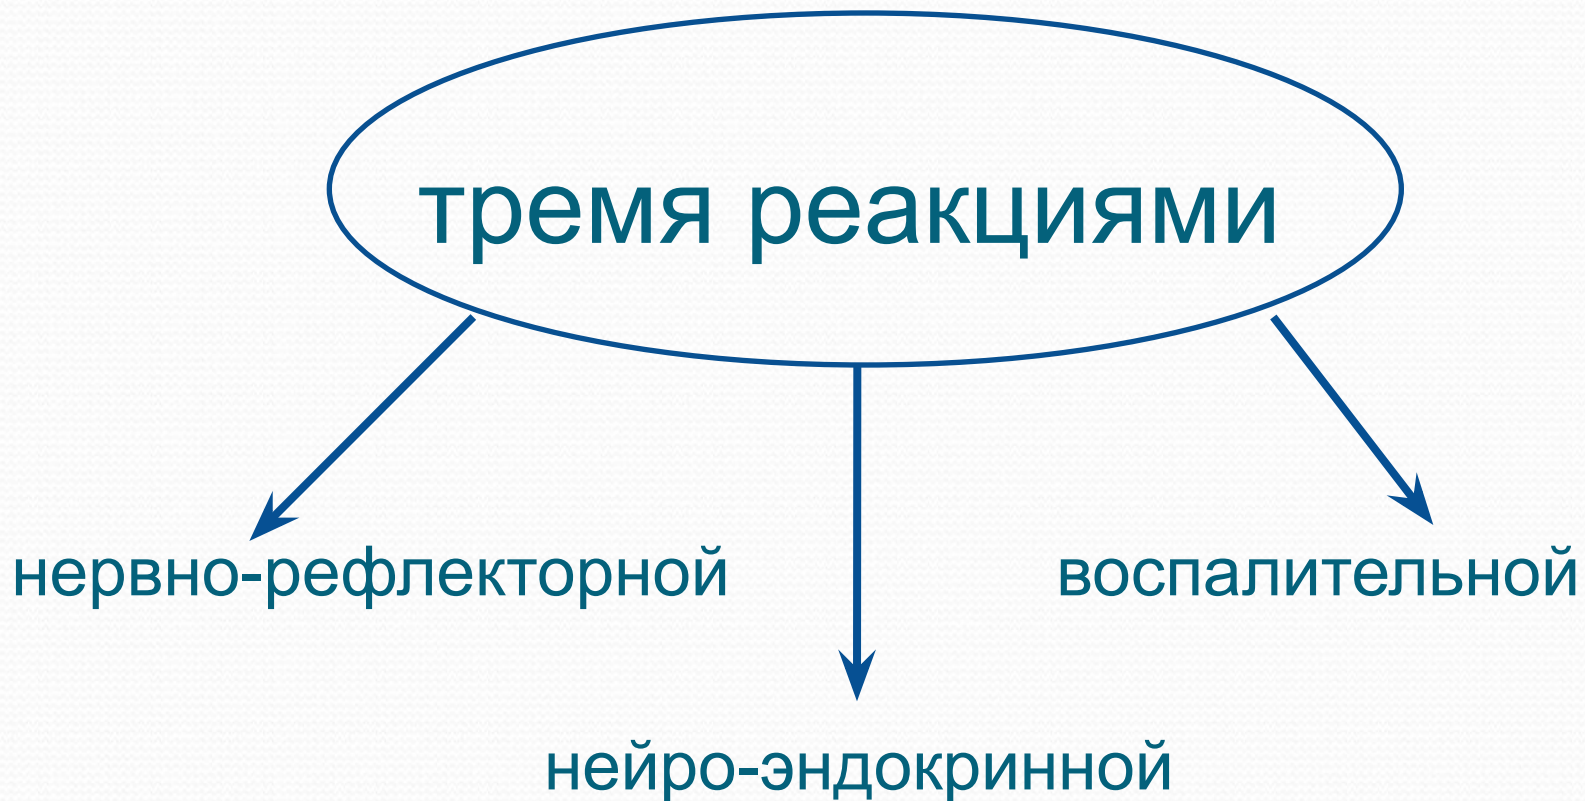 тремя реакциями
нервно-рефлекторной
воспалительной
нейро-эндокринной